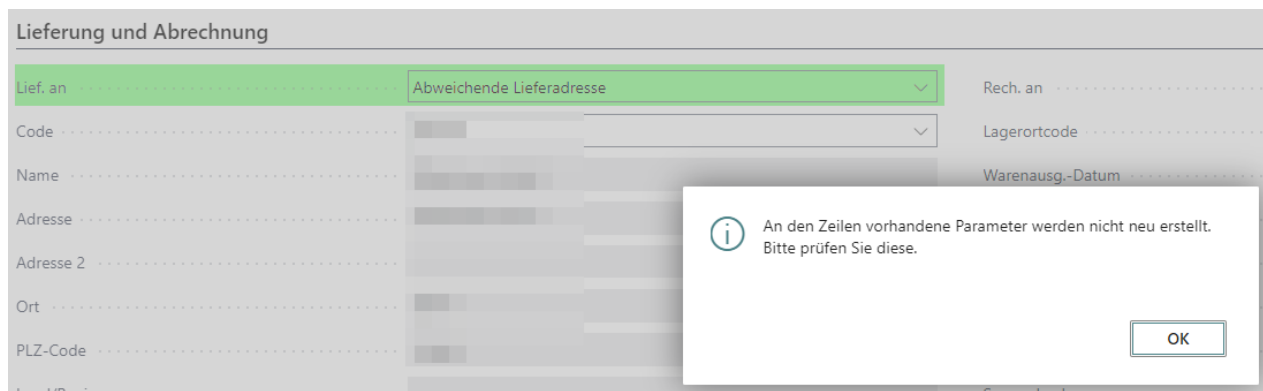 Lieferung und Abrechnung
Lief. an
Abweichende Lieferadresse
Rech. an
Code
Lagerortcode
Name
Warenausg.-Datum
Adresse
Adresse 2
Ort
PLZ-Code
An den Zeilen vorhandene Parameter werden nicht neu erstellt.
Bitte prüfen Sie diese.
OK